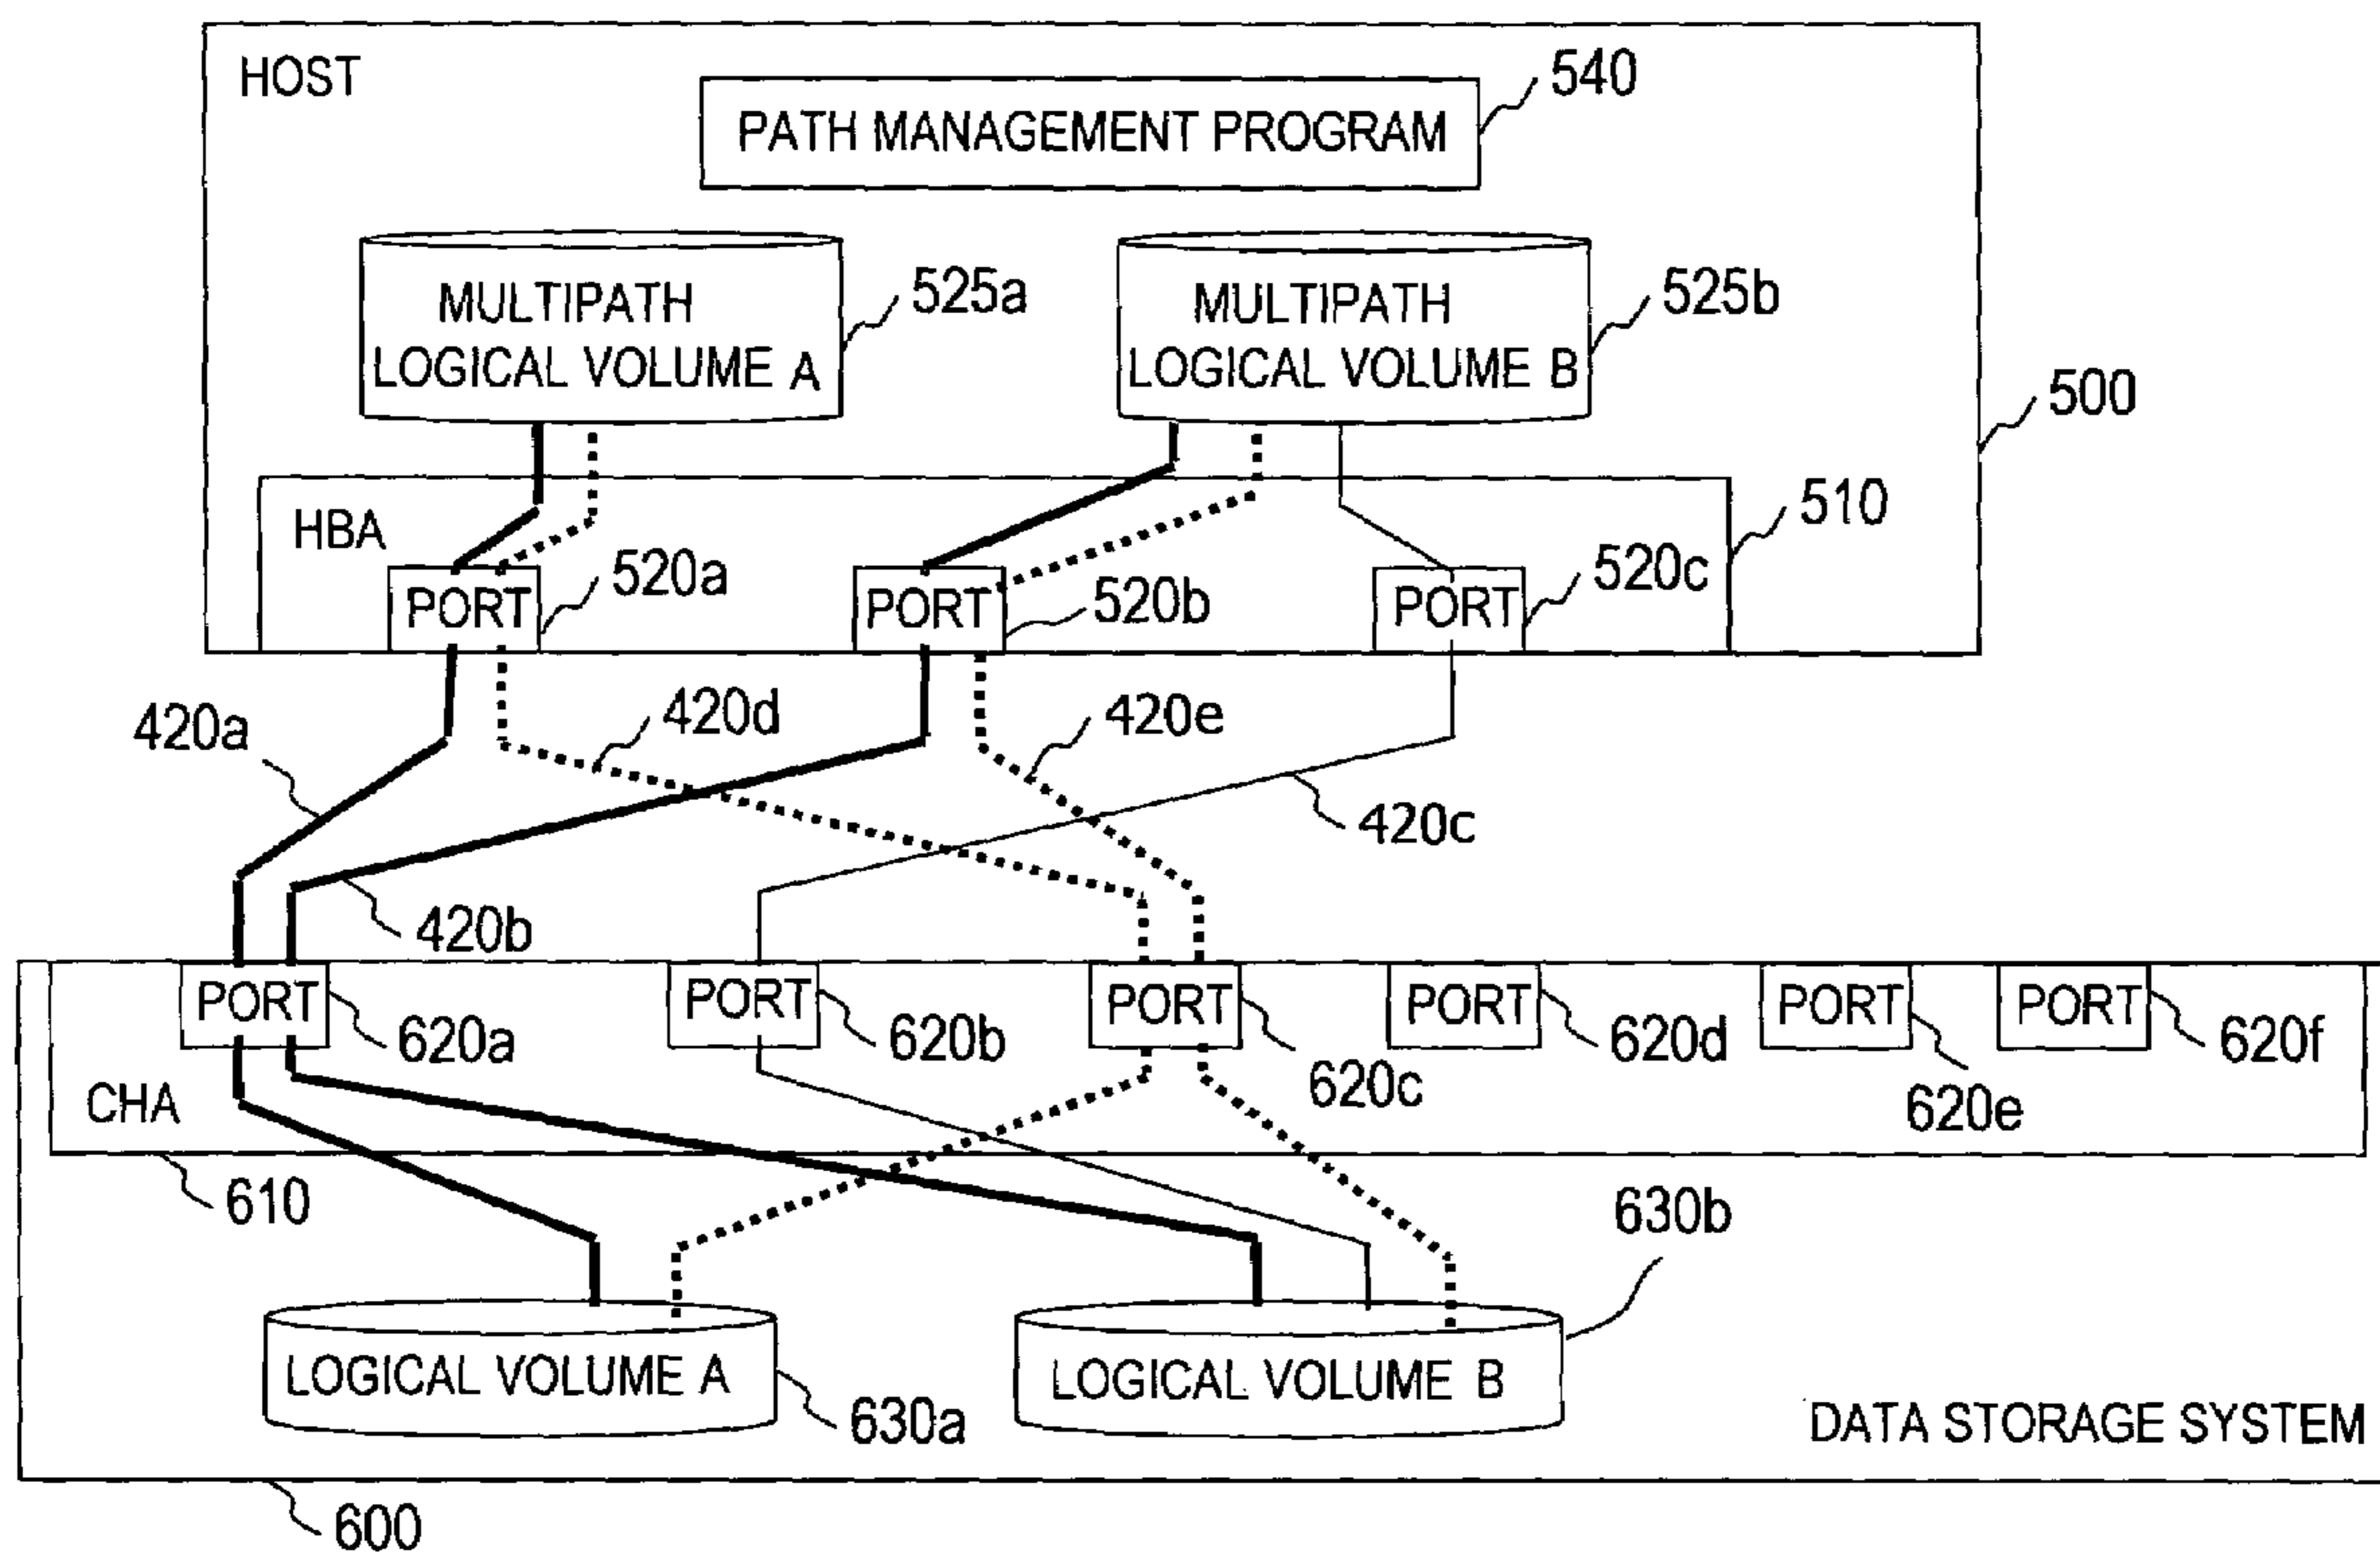 HOST
540
PATH MANAGEMENT PROGRAM
525a
525b
MULTIPATH
LOGICAL VOLUME A
MULTIPATH
LOGICAL VOLUME B
500
510
HBA
520a
520b
520c
PORT
PORT
PORT
420a
420d
420e
420c
420b
PORT
PORT
PORT
PORT
PORT
PORT
620a
620b
620c
620d
620e
620f
CHA
610
630b
LOGICAL VOLUME A
LOGICAL VOLUME B
630a
DATA STORAGE SYSTEM
600